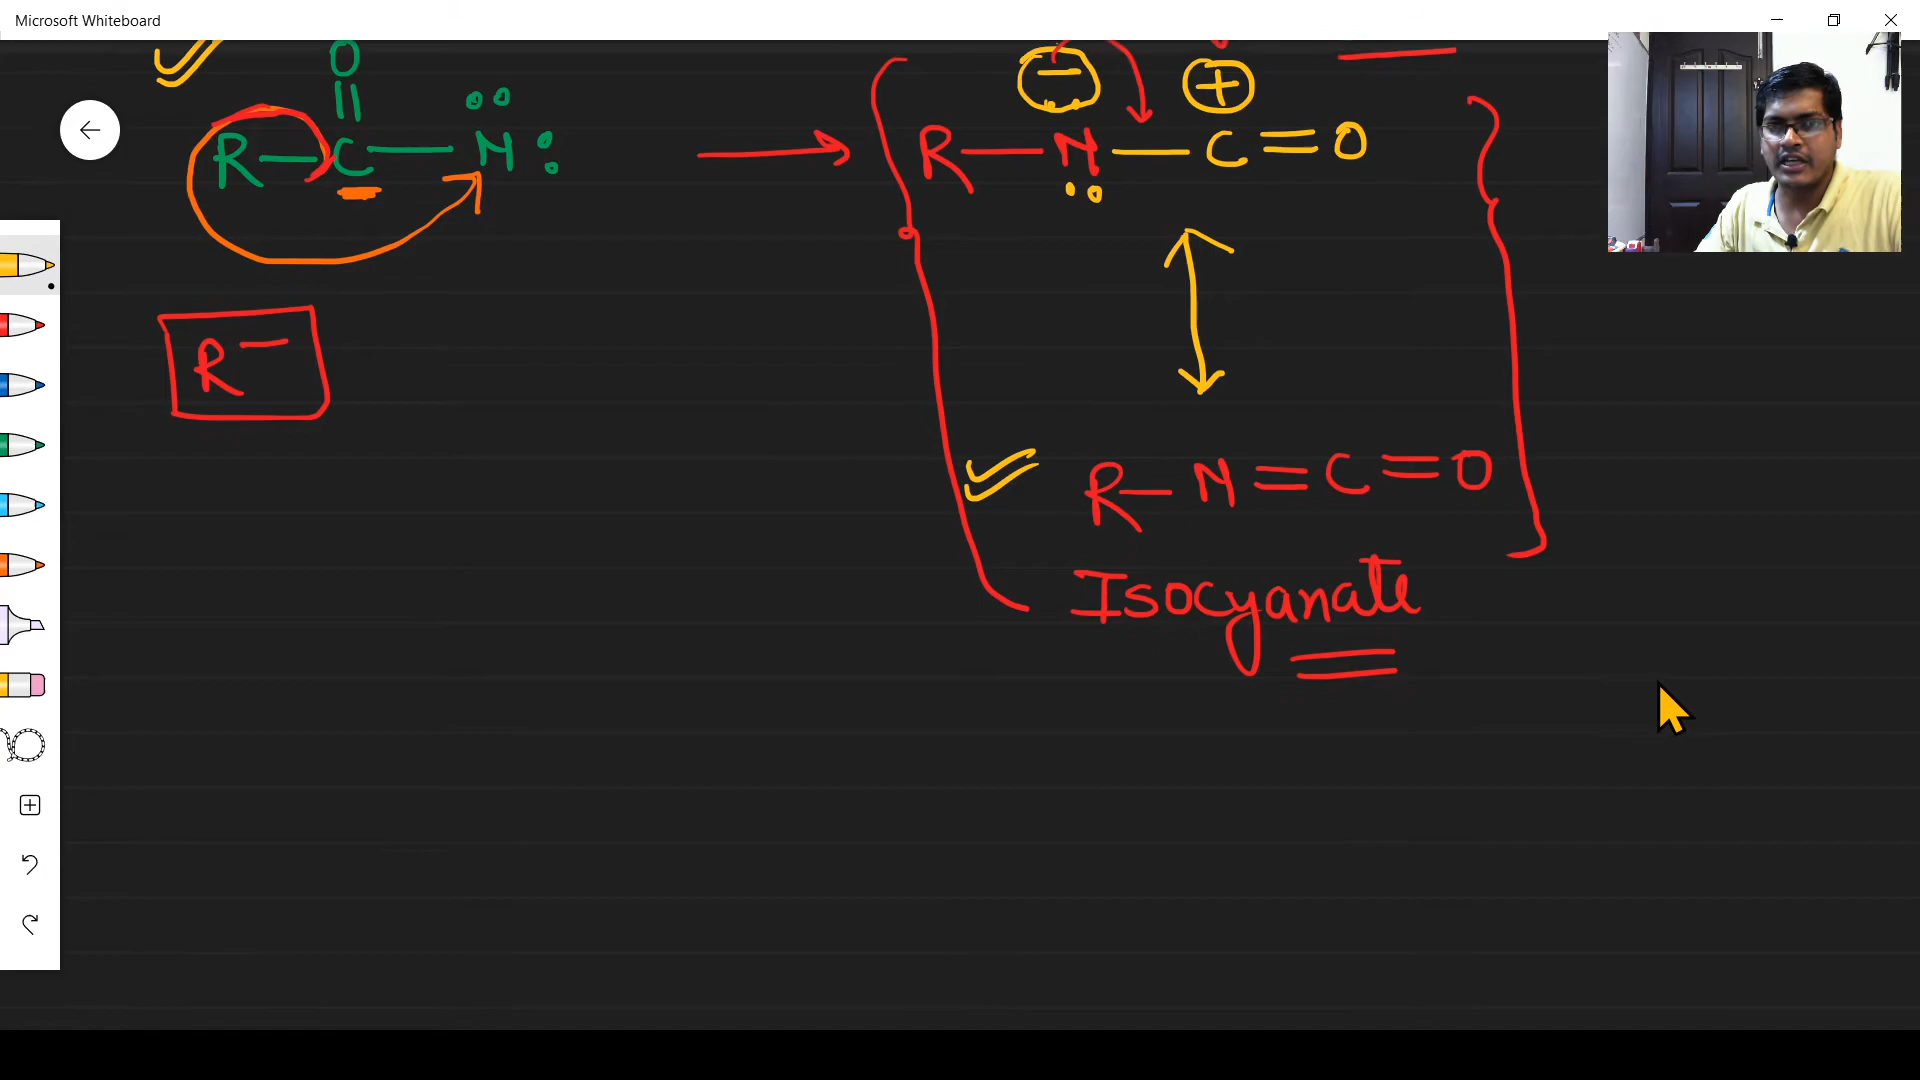 Microsoft Whiteboard
O
||
R—C—N:
R—N—C=O
− +
R−
R—N=C=O
Isocyanate